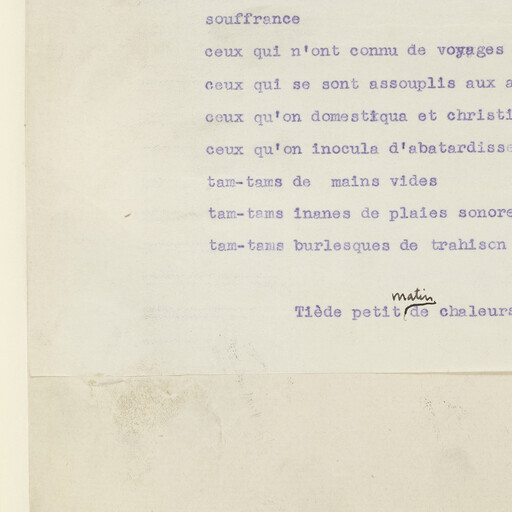 souffrance
ceux qui n'ont connu de voyages
ceux qui se sont assouplis aux a
ceux qu'on domestiqua et christi
ceux qu'on inocula d'abatardisse
tam-tams de mains vides
tam-tams inanes de plaies sonore
tam-tams burlesques de trahison
matin
Tiède petit de chaleurs